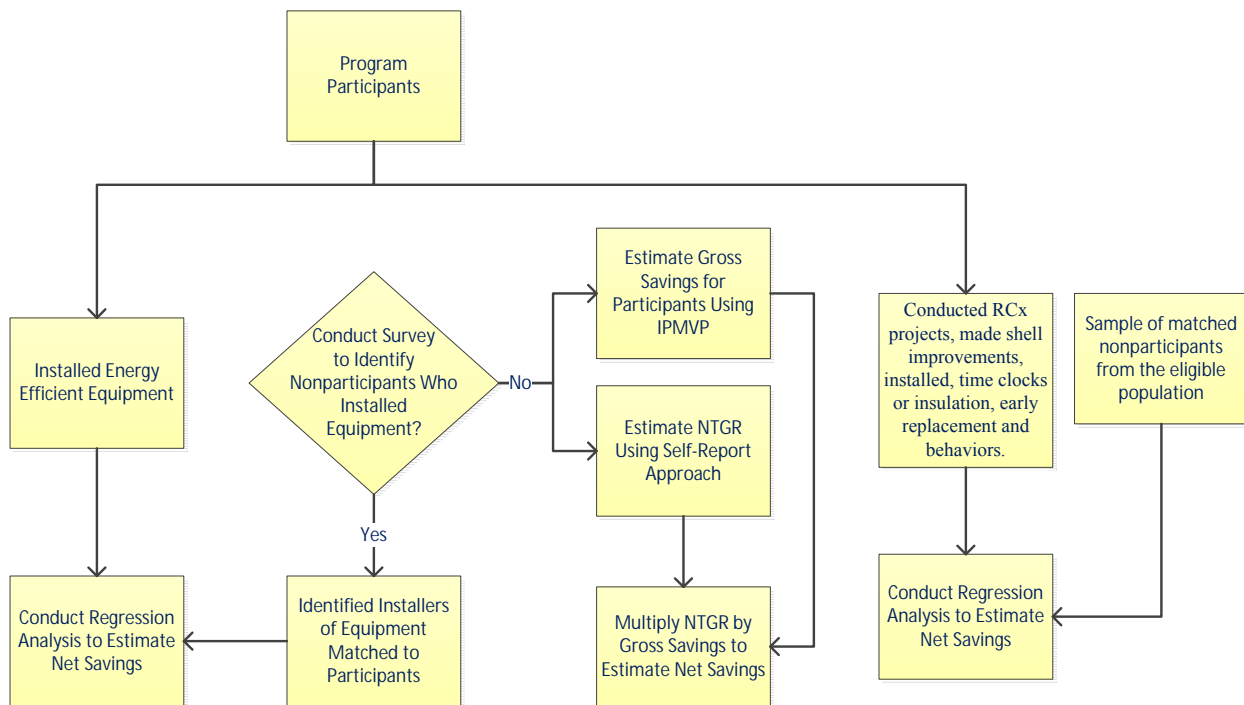 Program
Participants
Installed Energy
Efficient Equipment
Conduct Survey
to Identify
Nonparticipants Who
Installed
Equipment?
No
Yes
Estimate Gross
Savings for
Participants Using
IPMVP
Estimate NTGR
Using Self-Report
Approach
Conducted RCx
projects, made shell
improvements,
installed, time clocks
or insulation, early
replacement and
behaviors.
Sample of matched
nonparticipants
from the eligible
population
Conduct Regression
Analysis to Estimate
Net Savings
Identified Installers
of Equipment
Matched to
Participants
Multiply NTGR by
Gross Savings to
Estimate Net Savings
Conduct Regression
Analysis to Estimate
Net Savings